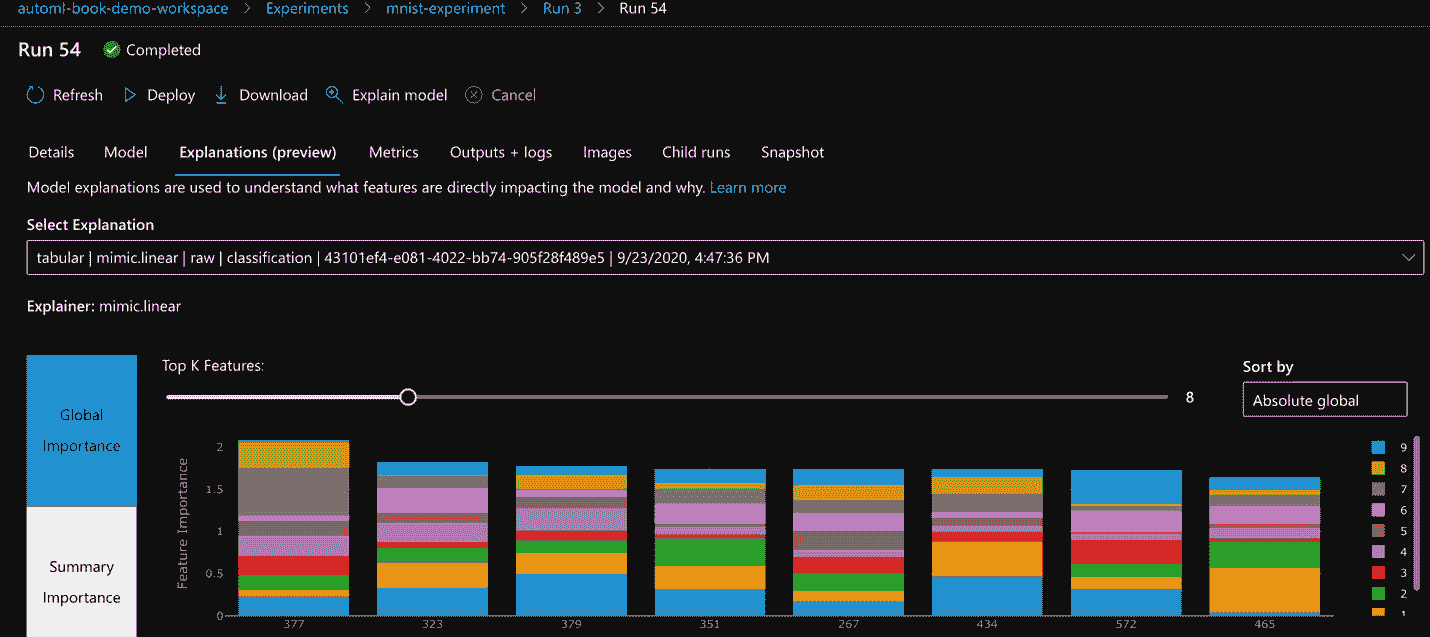 automl-book-demo-workspace > Experiments > mnist-experiment > Run 3 > Run 54
Run 54 Completed
Refresh Deploy Download Explain model Cancel
Details Model Explanations (preview) Metrics Outputs + logs Images Child runs Snapshot
Model explanations are used to understand what features are directly impacting the model and why. Learn more
Select Explanation
tabular | mimic.linear | raw | classification | 43101ef4-e081-4022-bb74-905f28f489e5 | 9/23/2020, 4:47:36 PM
Explainer: mimic.linear
Global
Importance
Summary
Importance
Top K Features:
8
Sort by
Absolute global
Feature Importance
2
1.5
1
0.5
0
377 323 379 351 267 434 572 465
9
8
7
6
5
4
3
2
1